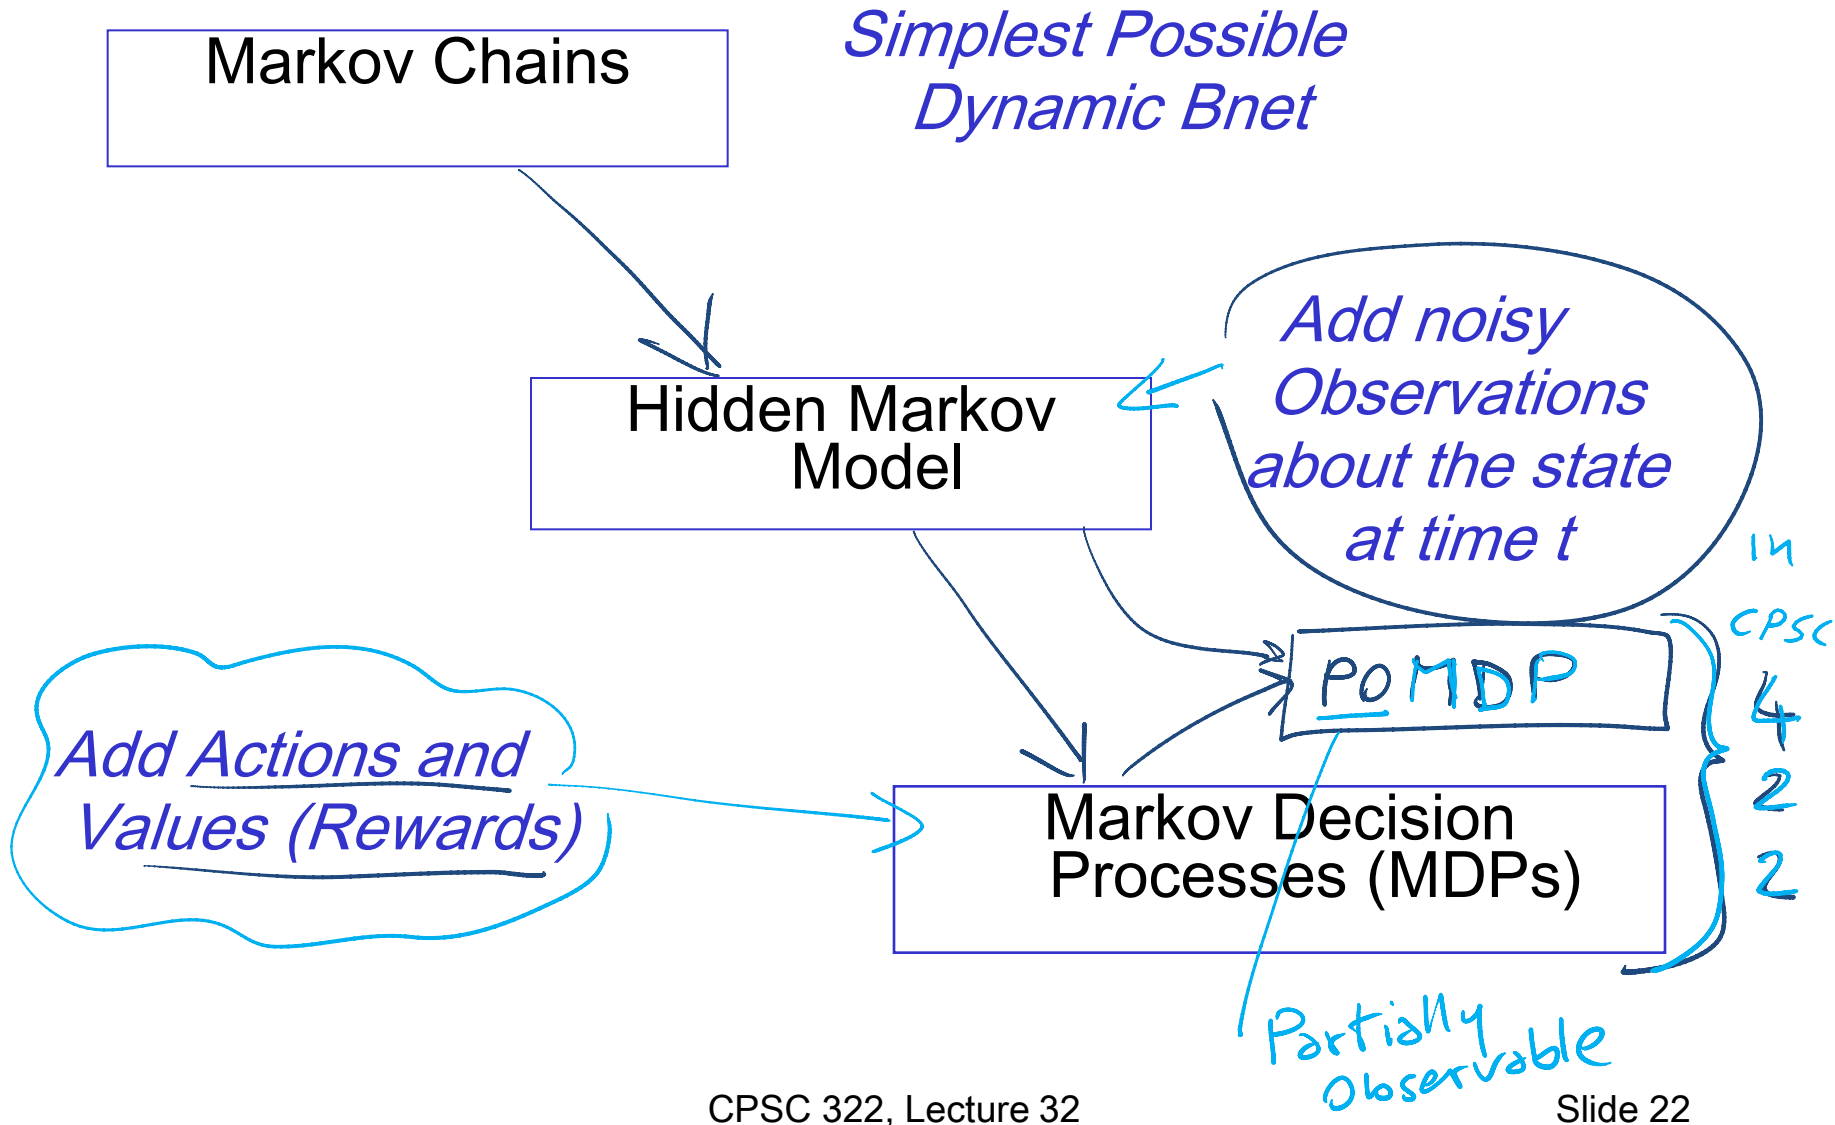 Markov Chains
Simplest Possible
Dynamic Bnet
Hidden Markov
Model
Add noisy
Observations
about the state
at time t
in
CPSC
4
2
2
POMDP
Add Actions and
Values (Rewards)
Markov Decision
Processes (MDPs)
Partially
Observable
CPSC 322, Lecture 32
Slide 22